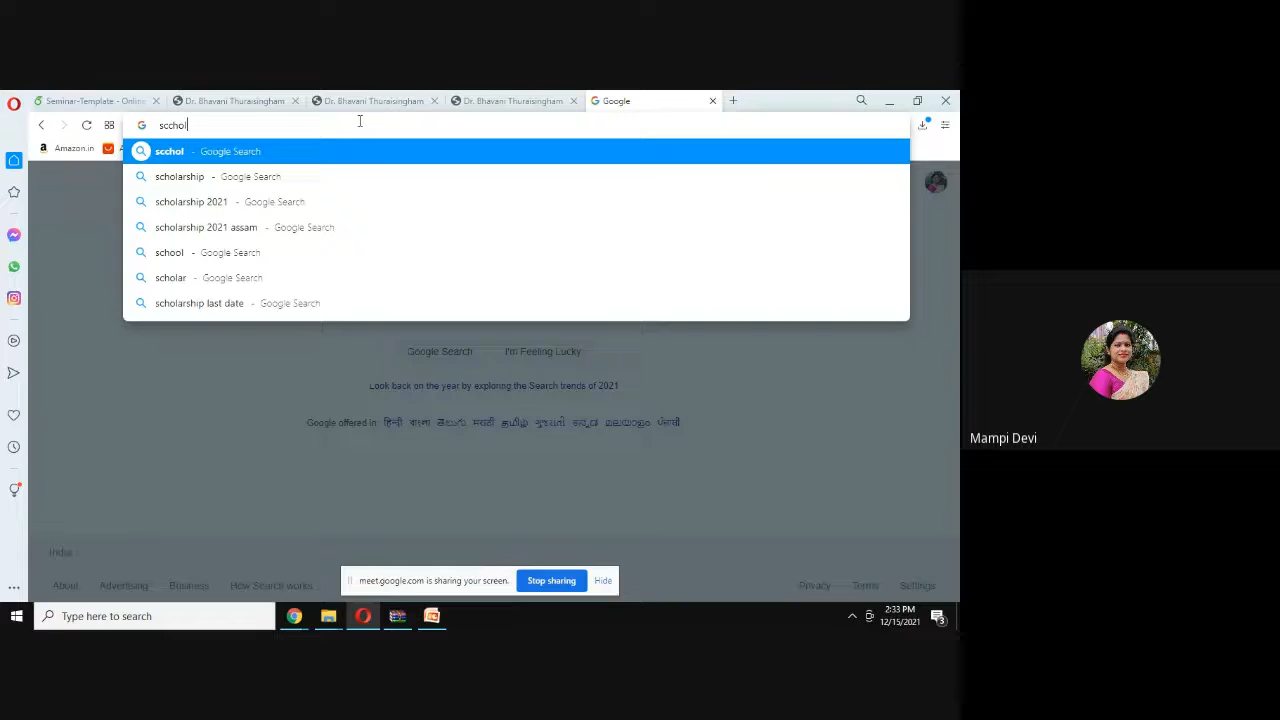 Seminar-Template - Online
Dr. Bhavani Thuraisingham
Dr. Bhavani Thuraisingham
Dr. Bhavani Thuraisingham
Google
scchol
Amazon.in
scchol - Google Search
scholarship - Google Search
scholarship 2021 - Google Search
scholarship 2021 assam - Google Search
school - Google Search
scholar - Google Search
scholarship last date - Google Search
Google Search I'm Feeling Lucky
Look back on the year by exploring the Search trends of 2021
Google offered in: हिन्दी বাংলা తెలుగు मराठी தமிழ் ગુજરાતી ಕನ್ನಡ മലയാളം ਪੰਜਾਬੀ
India
About Advertising Business How Search works
Privacy Terms Settings
meet.google.com is sharing your screen. Stop sharing Hide
Mampi Devi
Type here to search
2:33 PM
12/15/2021
3